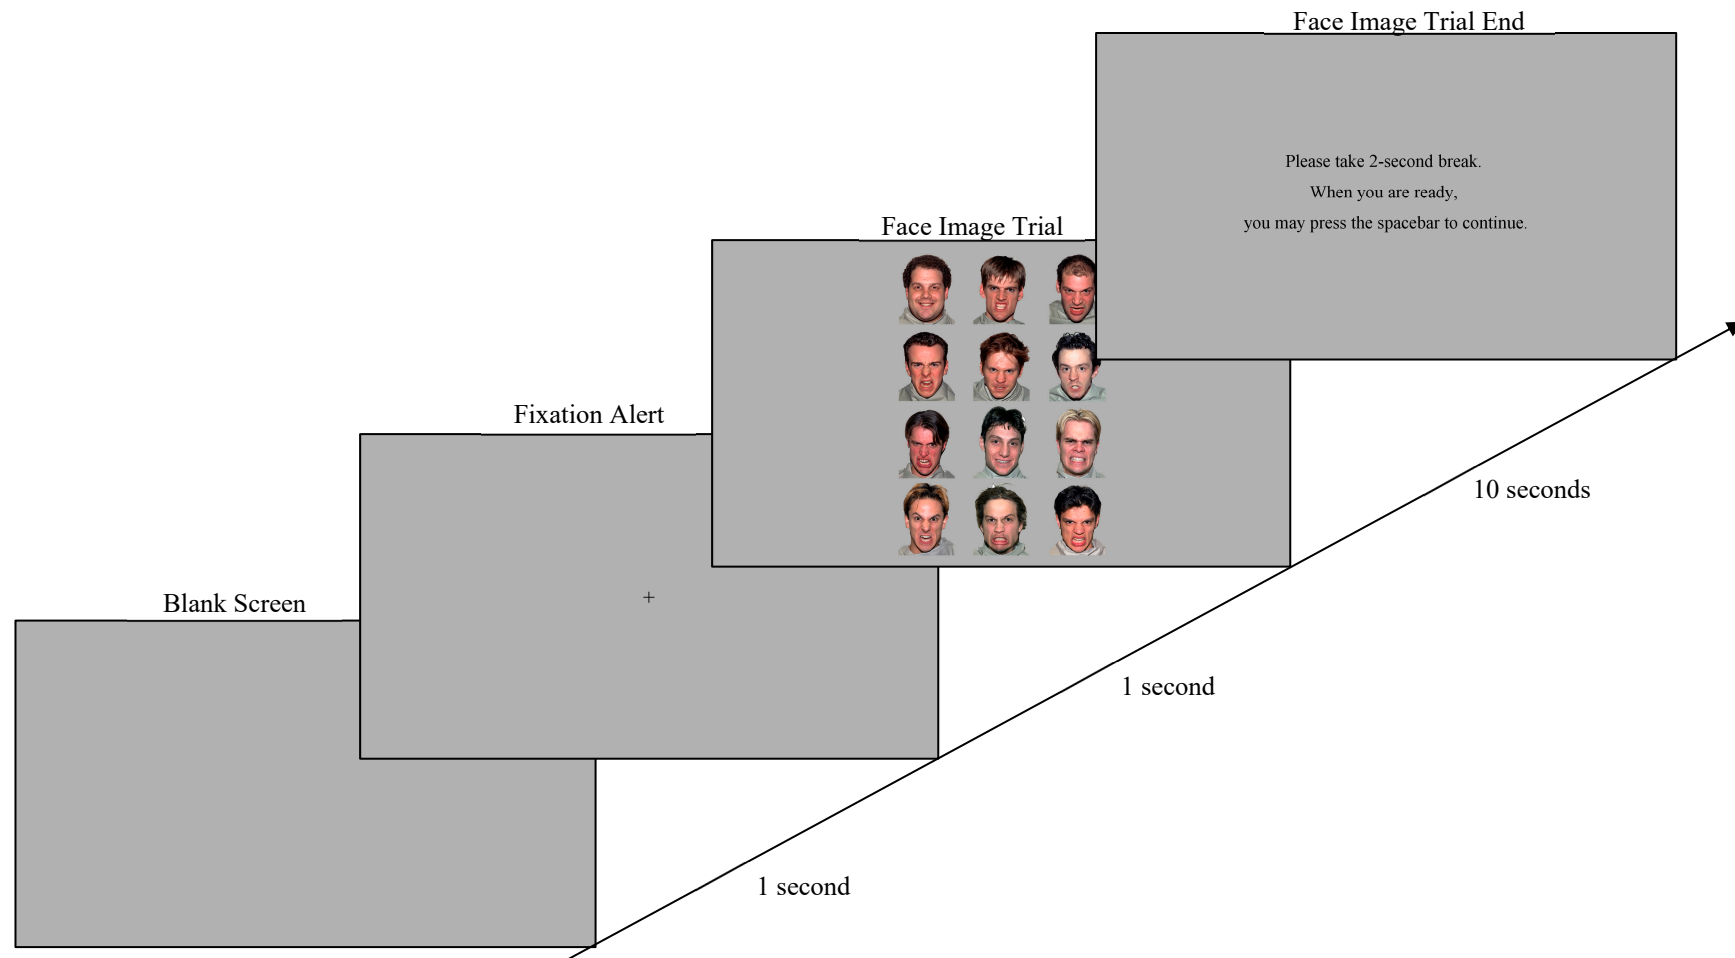 Face Image Trial End
Please take 2-second break.
When you are ready,
you may press the spacebar to continue.
Face Image Trial
Fixation Alert
10 seconds
+
Blank Screen
1 second
1 second